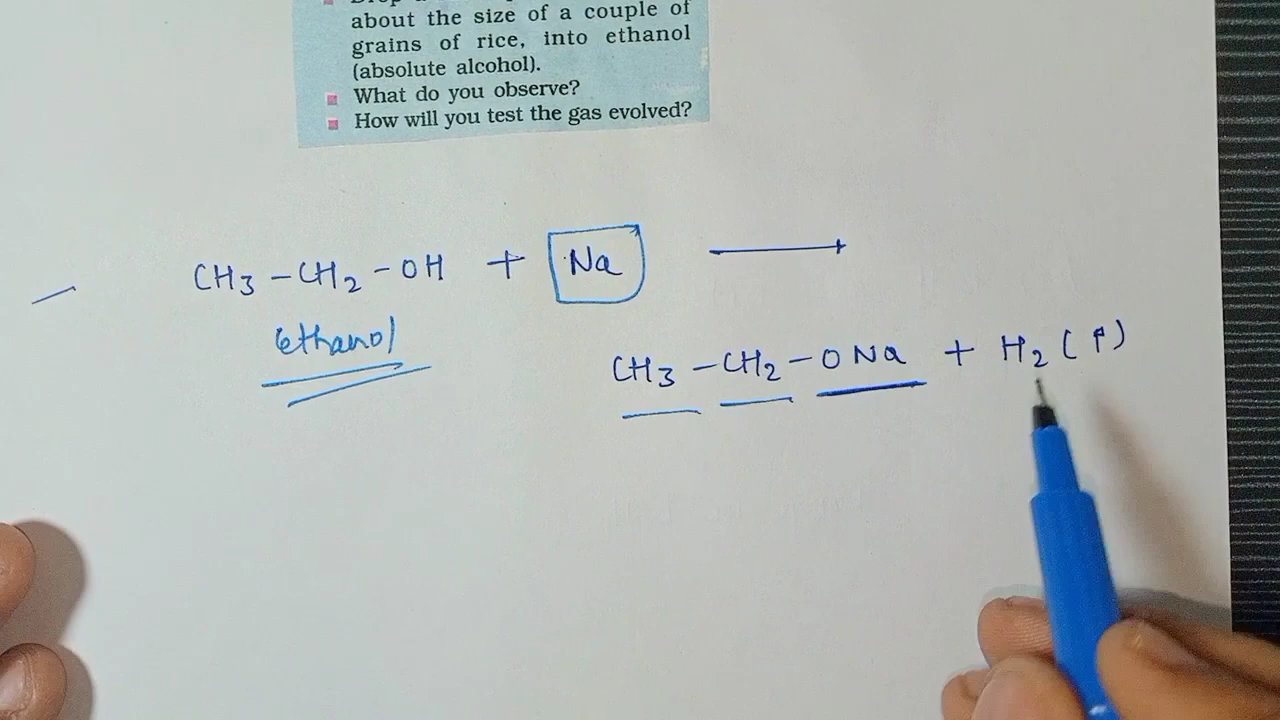 about the size of a couple of
grains of rice, into ethanol
(absolute alcohol).
What do you observe?
How will you test the gas evolved?
CH3 - CH2 - OH + Na →
ethanol
CH3 - CH2 - O Na + H2 (↑)